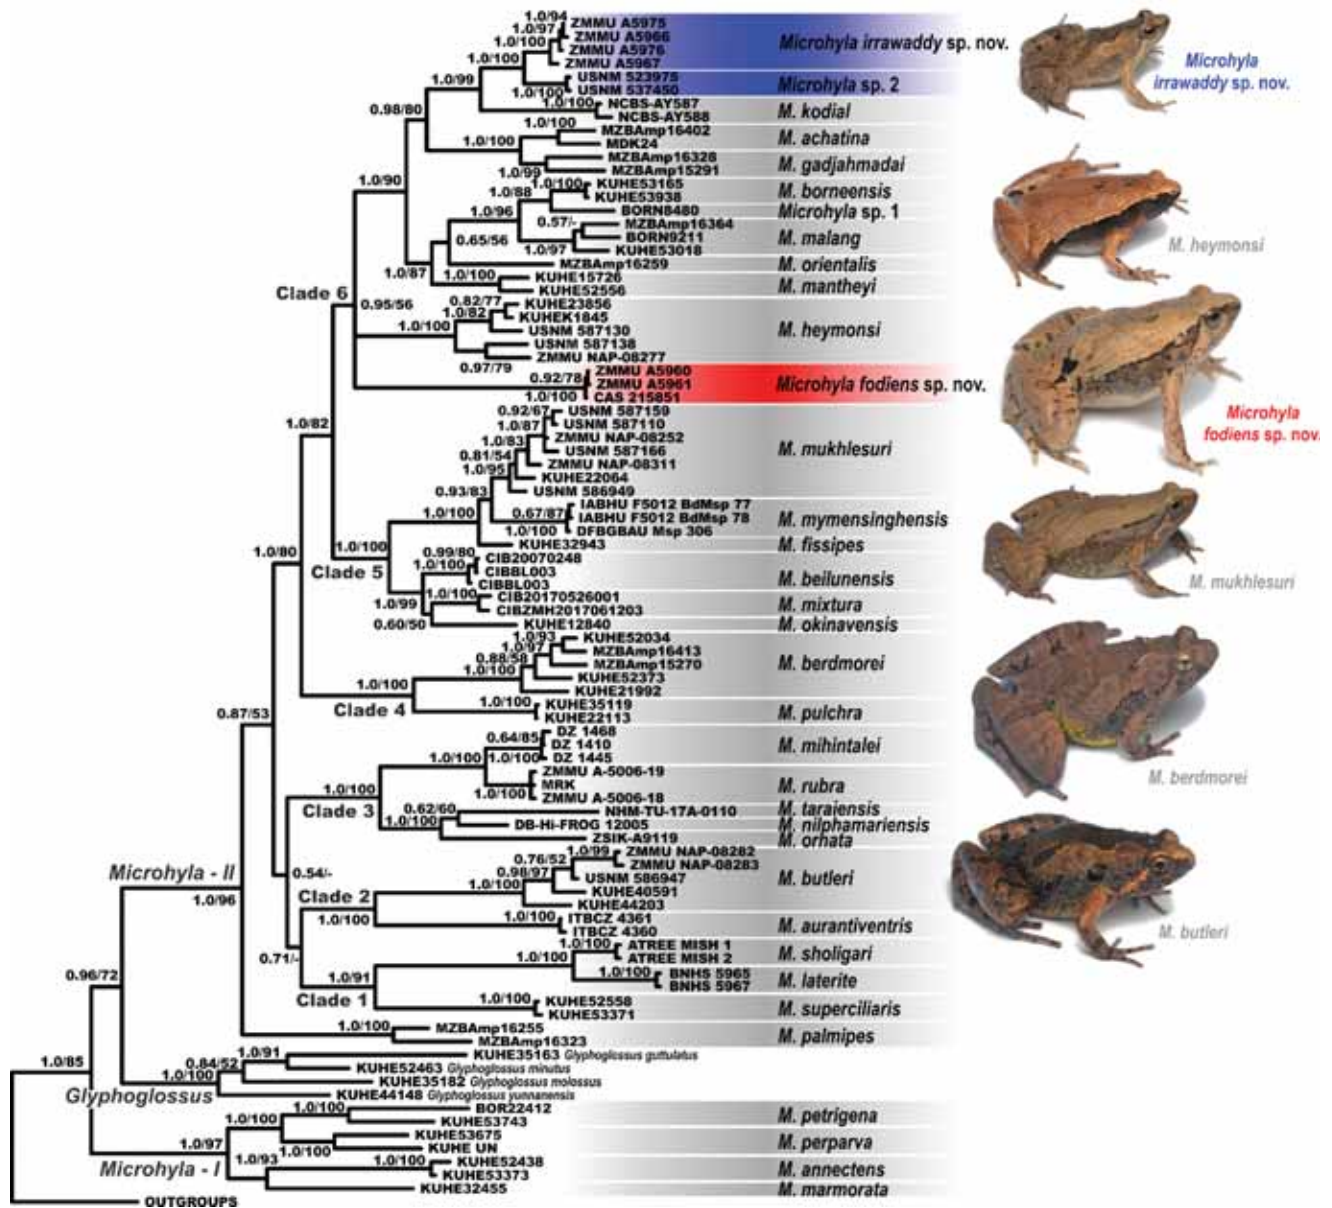 1.0/94
ZMMU A5975
1.0/97
ZMMU A5966
1.0/100
ZMMU A5976
Microhyla irrawaddy sp. nov.
1.0/100
ZMMU A5967
1.0/99
USNM 523975
Microhyla sp. 2
1.0/100
USNM 537450
Microhyla
irrawaddy sp. nov.
0.98/80
1.0/100
NCBS-AY587
M. kodial
NCBS-AY588
1.0/100
MZBAmp16402
M. achatina
1.0/100
MDK24
MZBAmp16328
M. gadjahmadai
1.0/99
MZBAmp15291
1.0/90
1.0/100
KUHE53165
M. borneensis
1.0/88
KUHE53938
1.0/96
BORN8480
Microhyla sp. 1
0.57/-
MZBAmp16364
0.65/56
BORN9211
M. malang
1.0/97
KUHE53018
M. heymonsi
MZBAmp16259
M. orientalis
1.0/87
1.0/100
KUHE15726
M. mantheyi
KUHE52556
Clade 6
0.95/56
0.82/77
KUHE23856
1.0/82
KUHEK1845
1.0/100
USNM 587130
M. heymonsi
USNM 587138
0.97/79
ZMMU NAP-08277
ZMMU A5960
0.92/78
ZMMU A5961
Microhyla fodiens sp. nov.
1.0/100
CAS 215851
Microhyla
fodiens sp. nov.
1.0/82
0.92/67
USNM 587159
1.0/87
USNM 587110
1.0/83
ZMMU NAP-08252
M. mukhlesuri
0.81/54
USNM 587166
1.0/95
ZMMU NAP-08311
KUHE22064
0.93/83
USNM 586949
IABHU F5012 BdMsp 77
1.0/100
0.67/87
IABHU F5012 BdMsp 78
M. mymensinghensis
1.0/100
DFBGBAU Msp 306
KUHE32943
M. fissipes
1.0/80
1.0/100
Clade 5
0.99/80
CIB20070248
1.0/100
CIBBL003
M. beilunensis
CIBBL003
1.0/100
CIB20170526001
M. mixtura
1.0/99
CIBZMH2017061203
0.60/50
KUHE12840
M. okinavensis
M. mukhlesuri
1.0/93
KUHE52034
1.0/97
MZBAmp16413
0.88/58
MZBAmp15270
M. berdmorei
1.0/100
KUHE52373
KUHE21992
1.0/100
Clade 4
1.0/100
KUHE35119
M. pulchra
KUHE22113
0.87/53
0.64/85
DZ 1468
DZ 1410
M. mihintalei
1.0/100
1.0/100
DZ 1445
ZMMU A-5006-19
MRK
M. rubra
1.0/100
ZMMU A-5006-18
1.0/100
Clade 3
0.62/60
NHM-TU-17A-0110
M. taraiensis
1.0/100
DB-Hi-FROG 12005
M. nilphamariensis
ZSIK-A9119
M. ornata
M. berdmorei
Microhyla - II
1.0/96
0.54/-
1.0/99
ZMMU NAP-08282
0.76/52
ZMMU NAP-08283
0.98/97
USNM 586947
M. butleri
1.0/100
KUHE40591
KUHE44203
Clade 2
1.0/100
1.0/100
ITBCZ 4361
M. aurantiventris
ITBCZ 4360
M. butleri
0.71/-
1.0/100
ATREE MISH 1
M. sholigari
1.0/100
ATREE MISH 2
1.0/91
1.0/100
BNHS 5965
M. laterite
BNHS 5967
Clade 1
1.0/100
KUHE52558
M. superciliaris
KUHE53371
0.96/72
1.0/100
MZBAmp16255
M. palmipes
MZBAmp16323
1.0/85
1.0/91
KUHE35163 Glyphoglossus guttulatus
0.84/52
KUHE52463 Glyphoglossus minutus
1.0/100
KUHE35182 Glyphoglossus molossus
Glyphoglossus
KUHE44148 Glyphoglossus yunnanensis
1.0/100
BOR22412
M. petrigena
1.0/100
KUHE53743
1.0/97
KUHE53675
M. perparva
1.0/100
KUHE UN
Microhyla - I
1.0/93
1.0/100
KUHE52438
M. annectens
KUHE53373
KUHE32455
M. marmorata
OUTGROUPS